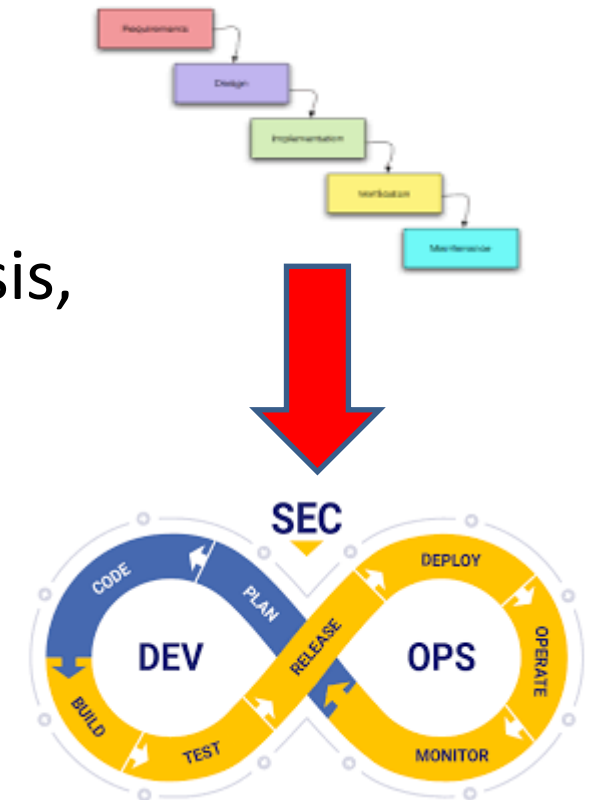 Requirements
Design
Implementation
Verification
Maintenance
sis,
SEC
CODE
PLAN
DEV
BUILD
TEST
RELEASE
DEPLOY
OPS
OPERATE
MONITOR